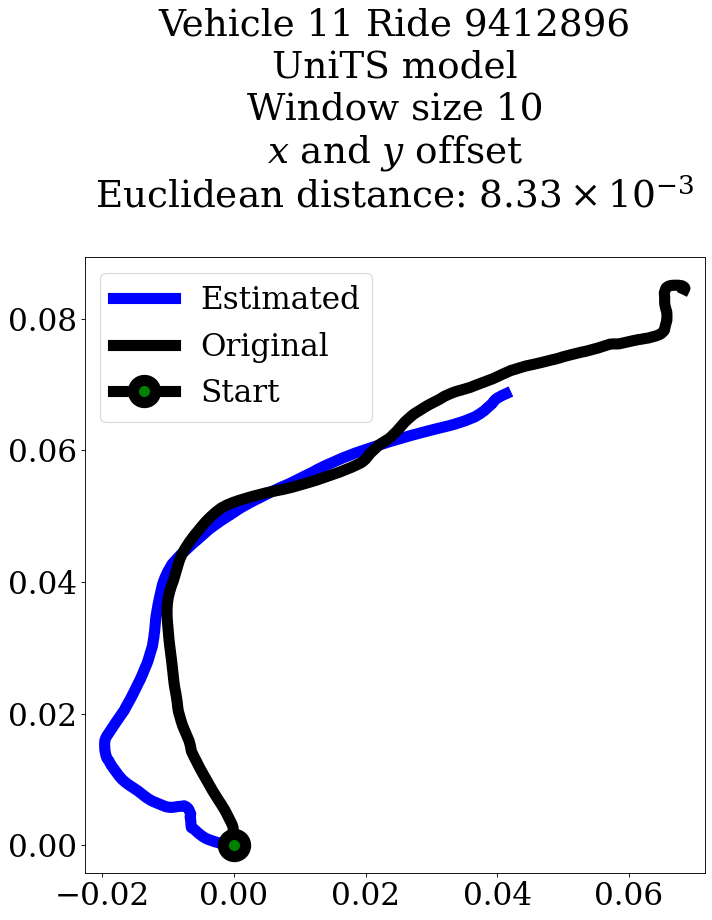 Vehicle 11 Ride 9412896
UniTS model
Window size 10
x and y offset
Euclidean distance: 8.33 × 10⁻³
Estimated
Original
Start
0.08
0.06
0.04
0.02
0.00
−0.02 0.00 0.02 0.04 0.06